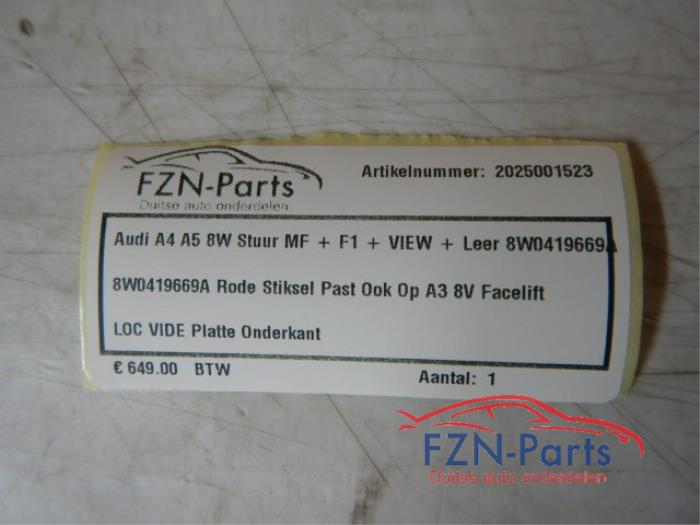 FZN-Parts
Duitse auto onderdelen
Artikelnummer: 2025001523
Audi A4 A5 8W Stuur MF + F1 + VIEW + Leer 8W0419669A
8W0419669A Rode Stiksel Past Ook Op A3 8V Facelift
LOC VIDE Platte Onderkant
€ 649.00 BTW
Aantal: 1
FZN-Parts
Duitse auto onderdelen